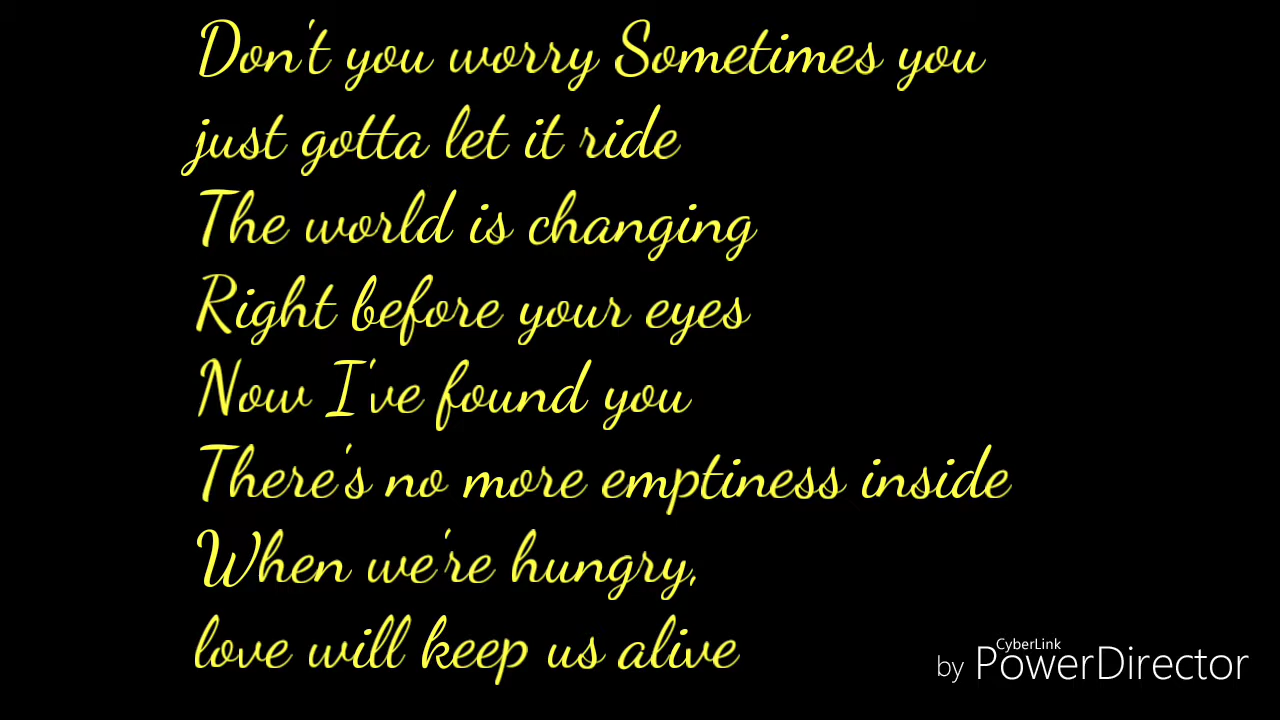 Don't you worry Sometimes you
just gotta let it ride
The world is changing
Right before your eyes
Now I've found you
There's no more emptiness inside
When we're hungry,
love will keep us alive
CyberLink
by PowerDirector